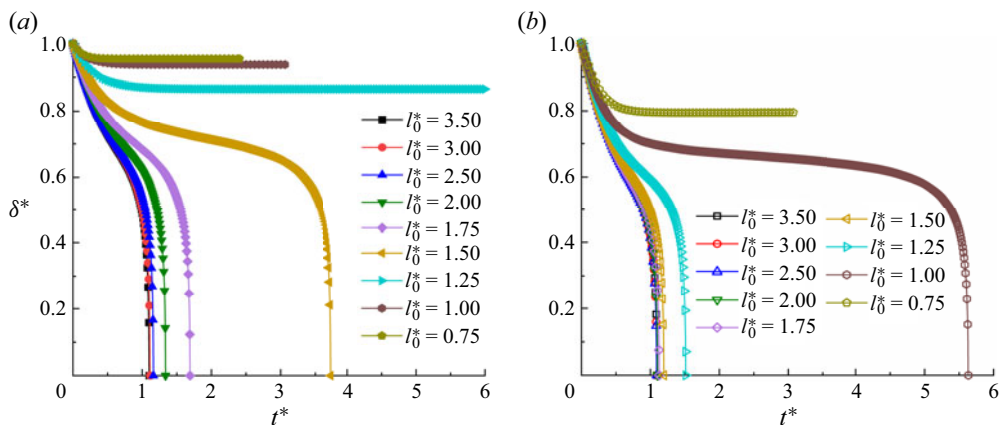 (a)
1.0
0.8
0.6
δ*
0.4
0.2
0
1
2
3
4
5
6
t*
l₀* = 3.50
l₀* = 3.00
l₀* = 2.50
l₀* = 2.00
l₀* = 1.75
l₀* = 1.50
l₀* = 1.25
l₀* = 1.00
l₀* = 0.75
(b)
1.0
0.8
0.6
0.4
0.2
0
1
2
3
4
5
6
t*
l₀* = 3.50
l₀* = 3.00
l₀* = 2.50
l₀* = 2.00
l₀* = 1.75
l₀* = 1.50
l₀* = 1.25
l₀* = 1.00
l₀* = 0.75